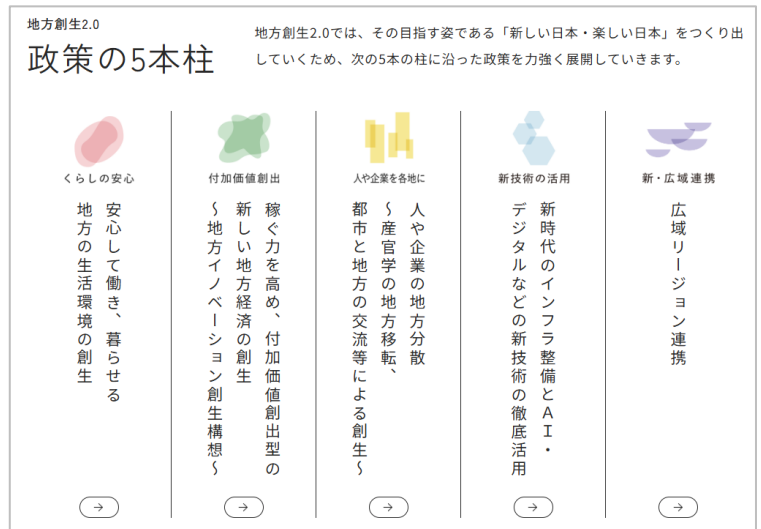 地方創生2.0
政策の5本柱
地方創生2.0では、その目指す姿である「新しい日本・楽しい日本」をつくり出
していくため、次の5本の柱に沿った政策を力強く展開していきます。
くらしの安心
安心して働き、暮らせる
地方の生活環境の創生
→
付加価値創出
稼ぐ力を高め、付加価値創出型の
新しい地方経済の創生
～地方イノベーション創生構想～
→
人や企業を各地に
人や企業の地方分散
～産官学の地方移転、
都市と地方の交流等による創生～
→
新技術の活用
新時代のインフラ整備とＡＩ・
デジタルなどの新技術の徹底活用
→
新・広域連携
広域リージョン連携
→